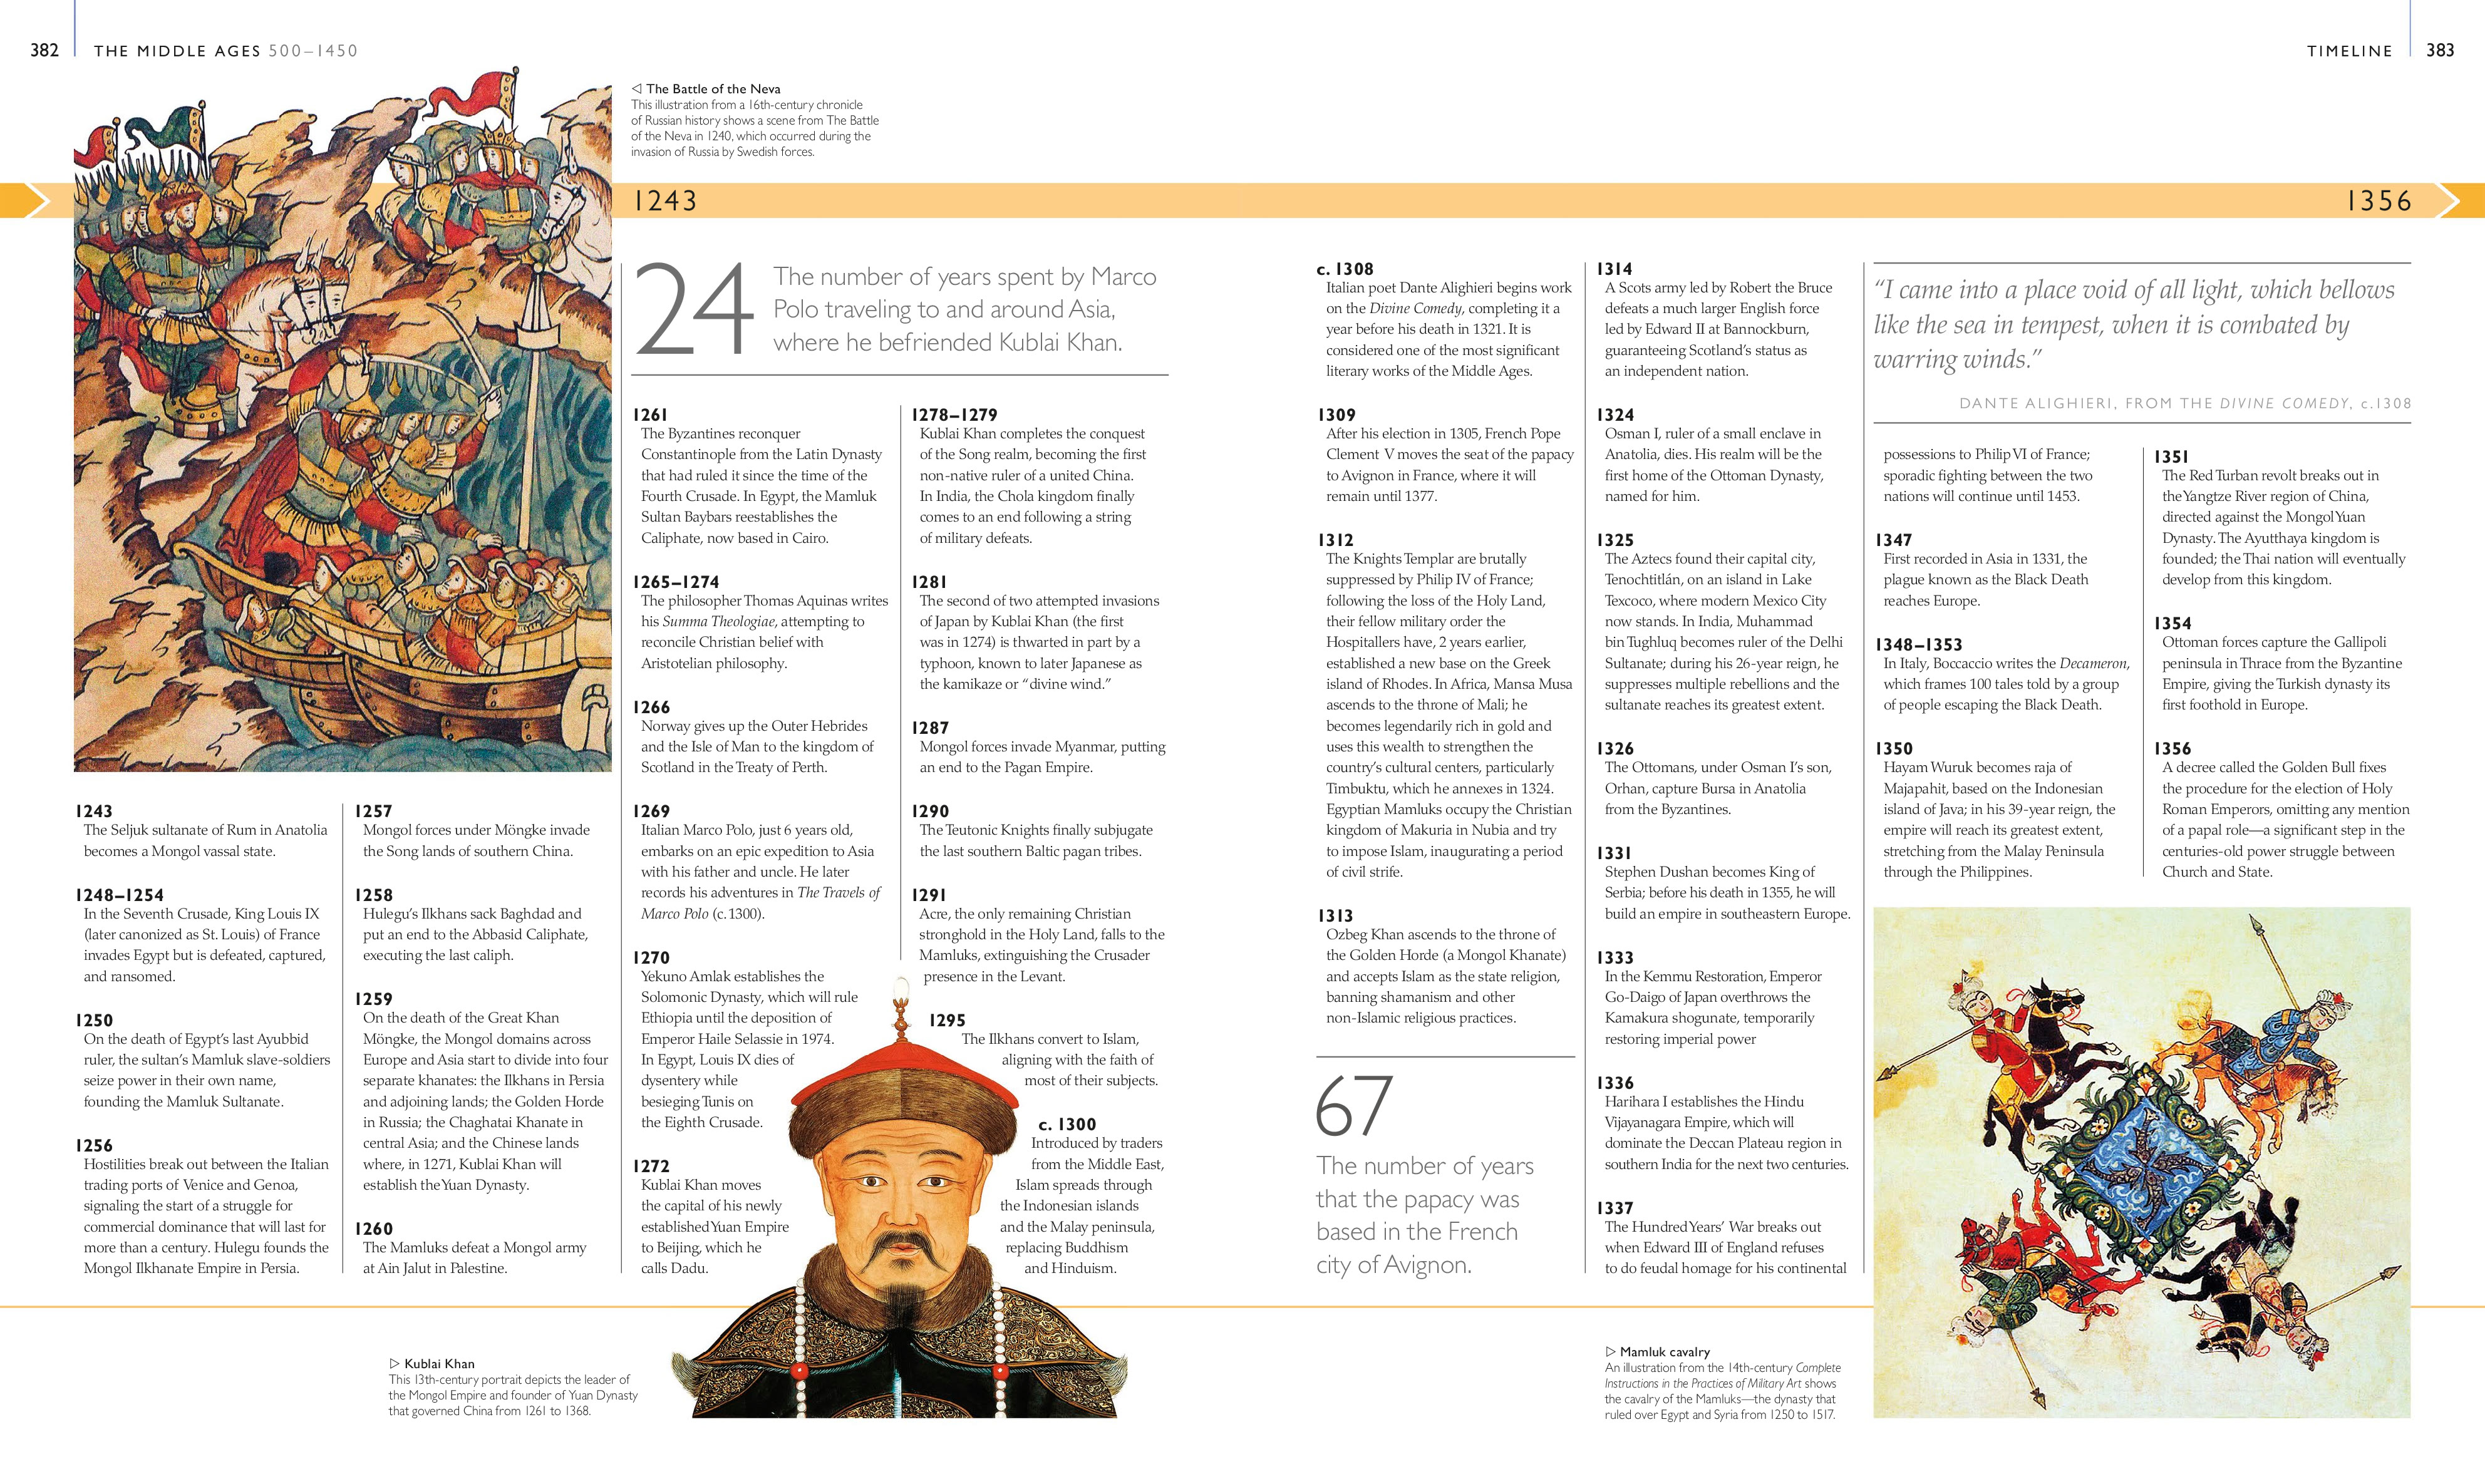 382
THE MIDDLE AGES 500–1450
◁ The Battle of the Neva
This illustration from a 16th-century chronicle
of Russian history shows a scene from The Battle
of the Neva in 1240, which occurred during the
invasion of Russia by Swedish forces.
1243
24
The number of years spent by Marco
Polo traveling to and around Asia,
where he befriended Kublai Khan.
1243
The Seljuk sultanate of Rum in Anatolia
becomes a Mongol vassal state.
1248–1254
In the Seventh Crusade, King Louis IX
(later canonized as St. Louis) of France
invades Egypt but is defeated, captured,
and ransomed.
1250
On the death of Egypt's last Ayubbid
ruler, the sultan's Mamluk slave-soldiers
seize power in their own name,
founding the Mamluk Sultanate.
1256
Hostilities break out between the Italian
trading ports of Venice and Genoa,
signaling the start of a struggle for
commercial dominance that will last for
more than a century. Hulegu founds the
Mongol Ilkhanate Empire in Persia.
1257
Mongol forces under Möngke invade
the Song lands of southern China.
1258
Hulegu's Ilkhans sack Baghdad and
put an end to the Abbasid Caliphate,
executing the last caliph.
1259
On the death of the Great Khan
Möngke, the Mongol domains across
Europe and Asia start to divide into four
separate khanates: the Ilkhans in Persia
and adjoining lands; the Golden Horde
in Russia; the Chaghatai Khanate in
central Asia; and the Chinese lands
where, in 1271, Kublai Khan will
establish the Yuan Dynasty.
1260
The Mamluks defeat a Mongol army
at Ain Jalut in Palestine.
1261
The Byzantines reconquer
Constantinople from the Latin Dynasty
that had ruled it since the time of the
Fourth Crusade. In Egypt, the Mamluk
Sultan Baybars reestablishes the
Caliphate, now based in Cairo.
1265–1274
The philosopher Thomas Aquinas writes
his Summa Theologiae, attempting to
reconcile Christian belief with
Aristotelian philosophy.
1266
Norway gives up the Outer Hebrides
and the Isle of Man to the kingdom of
Scotland in the Treaty of Perth.
1269
Italian Marco Polo, just 6 years old,
embarks on an epic expedition to Asia
with his father and uncle. He later
records his adventures in The Travels of
Marco Polo (c.1300).
1270
Yekuno Amlak establishes the
Solomonic Dynasty, which will rule
Ethiopia until the deposition of
Emperor Haile Selassie in 1974.
In Egypt, Louis IX dies of
dysentery while
besieging Tunis on
the Eighth Crusade.
1272
Kublai Khan moves
the capital of his newly
established Yuan Empire
to Beijing, which he
calls Dadu.
1278–1279
Kublai Khan completes the conquest
of the Song realm, becoming the first
non-native ruler of a united China.
In India, the Chola kingdom finally
comes to an end following a string
of military defeats.
1281
The second of two attempted invasions
of Japan by Kublai Khan (the first
was in 1274) is thwarted in part by a
typhoon, known to later Japanese as
the kamikaze or “divine wind.”
1287
Mongol forces invade Myanmar, putting
an end to the Pagan Empire.
1290
The Teutonic Knights finally subjugate
the last southern Baltic pagan tribes.
1291
Acre, the only remaining Christian
stronghold in the Holy Land, falls to the
Mamluks, extinguishing the Crusader
presence in the Levant.
1295
The Ilkhans convert to Islam,
aligning with the faith of
most of their subjects.
c. 1300
Introduced by traders
from the Middle East,
Islam spreads through
the Indonesian islands
and the Malay peninsula,
replacing Buddhism
and Hinduism.
▷ Kublai Khan
This 13th-century portrait depicts the leader of
the Mongol Empire and founder of Yuan Dynasty
that governed China from 1261 to 1368.
TIMELINE
383
1356
c. 1308
Italian poet Dante Alighieri begins work
on the Divine Comedy, completing it a
year before his death in 1321. It is
considered one of the most significant
literary works of the Middle Ages.
1309
After his election in 1305, French Pope
Clement V moves the seat of the papacy
to Avignon in France, where it will
remain until 1377.
1312
The Knights Templar are brutally
suppressed by Philip IV of France;
following the loss of the Holy Land,
their fellow military order the
Hospitallers have, 2 years earlier,
established a new base on the Greek
island of Rhodes. In Africa, Mansa Musa
ascends to the throne of Mali; he
becomes legendarily rich in gold and
uses this wealth to strengthen the
country's cultural centers, particularly
Timbuktu, which he annexes in 1324.
Egyptian Mamluks occupy the Christian
kingdom of Makuria in Nubia and try
to impose Islam, inaugurating a period
of civil strife.
1313
Ozbeg Khan ascends to the throne of
the Golden Horde (a Mongol Khanate)
and accepts Islam as the state religion,
banning shamanism and other
non-Islamic religious practices.
67
The number of years
that the papacy was
based in the French
city of Avignon.
1314
A Scots army led by Robert the Bruce
defeats a much larger English force
led by Edward II at Bannockburn,
guaranteeing Scotland's status as
an independent nation.
1324
Osman I, ruler of a small enclave in
Anatolia, dies. His realm will be the
first home of the Ottoman Dynasty,
named for him.
1325
The Aztecs found their capital city,
Tenochtitlán, on an island in Lake
Texcoco, where modern Mexico City
now stands. In India, Muhammad
bin Tughluq becomes ruler of the Delhi
Sultanate; during his 26-year reign, he
suppresses multiple rebellions and the
sultanate reaches its greatest extent.
1326
The Ottomans, under Osman I's son,
Orhan, capture Bursa in Anatolia
from the Byzantines.
1331
Stephen Dushan becomes King of
Serbia; before his death in 1355, he will
build an empire in southeastern Europe.
1333
In the Kemmu Restoration, Emperor
Go-Daigo of Japan overthrows the
Kamakura shogunate, temporarily
restoring imperial power
1336
Harihara I establishes the Hindu
Vijayanagara Empire, which will
dominate the Deccan Plateau region in
southern India for the next two centuries.
1337
The Hundred Years' War breaks out
when Edward III of England refuses
to do feudal homage for his continental
“I came into a place void of all light, which bellows
like the sea in tempest, when it is combated by
warring winds.”
DANTE ALIGHIERI, FROM THE DIVINE COMEDY, c.1308
possessions to Philip VI of France;
sporadic fighting between the two
nations will continue until 1453.
1347
First recorded in Asia in 1331, the
plague known as the Black Death
reaches Europe.
1348–1353
In Italy, Boccaccio writes the Decameron,
which frames 100 tales told by a group
of people escaping the Black Death.
1350
Hayam Wuruk becomes raja of
Majapahit, based on the Indonesian
island of Java; in his 39-year reign, the
empire will reach its greatest extent,
stretching from the Malay Peninsula
through the Philippines.
1351
The Red Turban revolt breaks out in
the Yangtze River region of China,
directed against the Mongol Yuan
Dynasty. The Ayutthaya kingdom is
founded; the Thai nation will eventually
develop from this kingdom.
1354
Ottoman forces capture the Gallipoli
peninsula in Thrace from the Byzantine
Empire, giving the Turkish dynasty its
first foothold in Europe.
1356
A decree called the Golden Bull fixes
the procedure for the election of Holy
Roman Emperors, omitting any mention
of a papal role—a significant step in the
centuries-old power struggle between
Church and State.
▷ Mamluk cavalry
An illustration from the 14th-century Complete
Instructions in the Practices of Military Art shows
the cavalry of the Mamluks—the dynasty that
ruled over Egypt and Syria from 1250 to 1517.